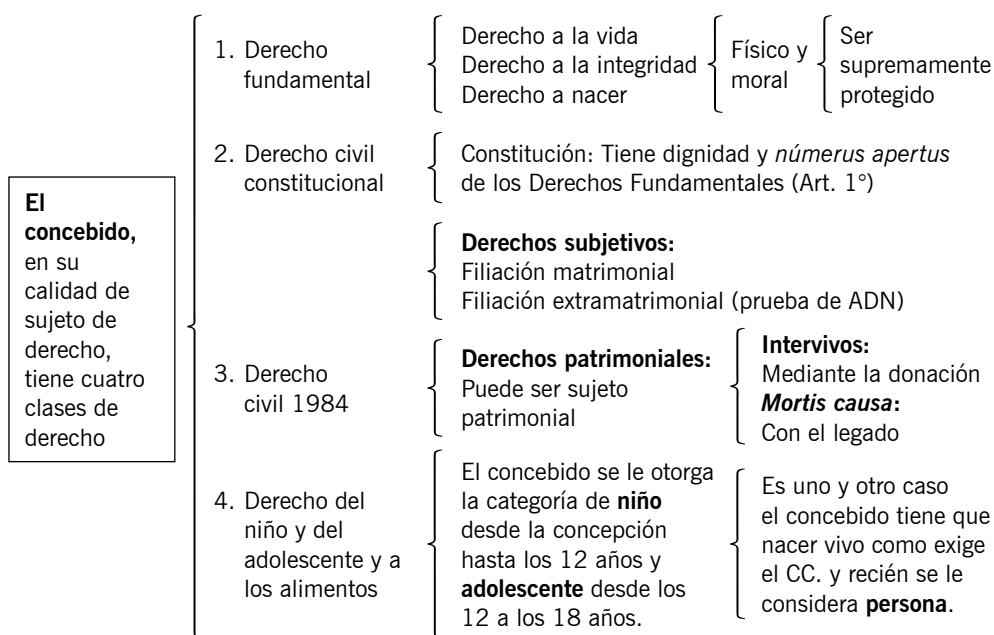 El
concebido,
en su
calidad de
sujeto de
derecho,
tiene cuatro
clases de
derecho
1. Derecho
fundamental
Derecho a la vida
Derecho a la integridad
Derecho a nacer
Físico y
moral
Ser
supremamente
protegido
2. Derecho civil
constitucional
Constitución: Tiene dignidad y númerus apertus
de los Derechos Fundamentales (Art. 1°)
Derechos subjetivos:
Filiación matrimonial
Filiación extramatrimonial (prueba de ADN)
3. Derecho
civil 1984
Derechos patrimoniales:
Puede ser sujeto
patrimonial
Intervivos:
Mediante la donación
Mortis causa:
Con el legado
4. Derecho del
niño y del
adolescente y a
los alimentos
El concebido se le otorga
la categoría de niño
desde la concepción
hasta los 12 años y
adolescente desde los
12 a los 18 años.
Es uno y otro caso
el concebido tiene que
nacer vivo como exige
el CC. y recién se le
considera persona.